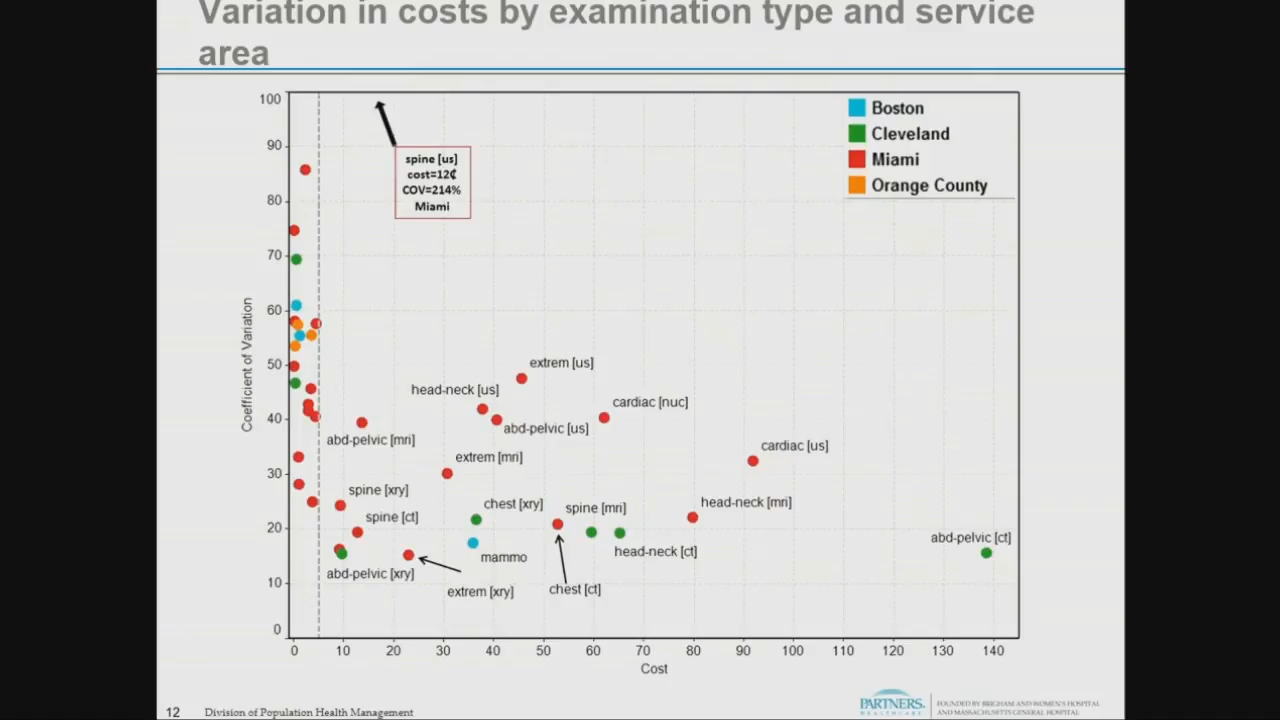 Variation in costs by examination type and service
area
100
90
80
70
60
50
40
30
20
10
0
Coefficient of Variation
spine [us]
cost=12₵
COV=214%
Miami
Boston
Cleveland
Miami
Orange County
extrem [us]
head-neck [us]
cardiac [nuc]
abd-pelvic [us]
abd-pelvic [mri]
cardiac [us]
extrem [mri]
spine [xry]
chest [xry]
spine [mri]
head-neck [mri]
spine [ct]
abd-pelvic [ct]
head-neck [ct]
mammo
abd-pelvic [xry]
extrem [xry]
chest [ct]
0 10 20 30 40 50 60 70 80 90 100 110 120 130 140
Cost
12 Division of Population Health Management
PARTNERS.
HEALTHCARE
FOUNDED BY BRIGHAM AND WOMEN'S HOSPITAL
AND MASSACHUSETTS GENERAL HOSPITAL